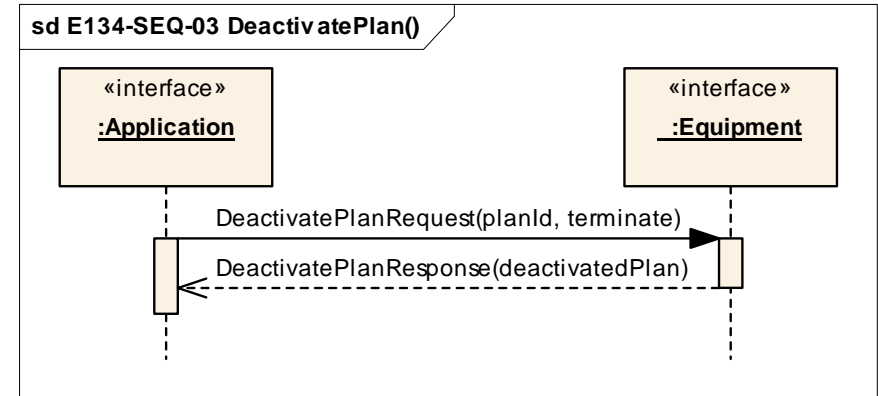 sd E134-SEQ-03 DeactivatePlan()
«interface»
:Application
«interface»
:Equipment
DeactivatePlanRequest(planId, terminate)
DeactivatePlanResponse(deactivatedPlan)